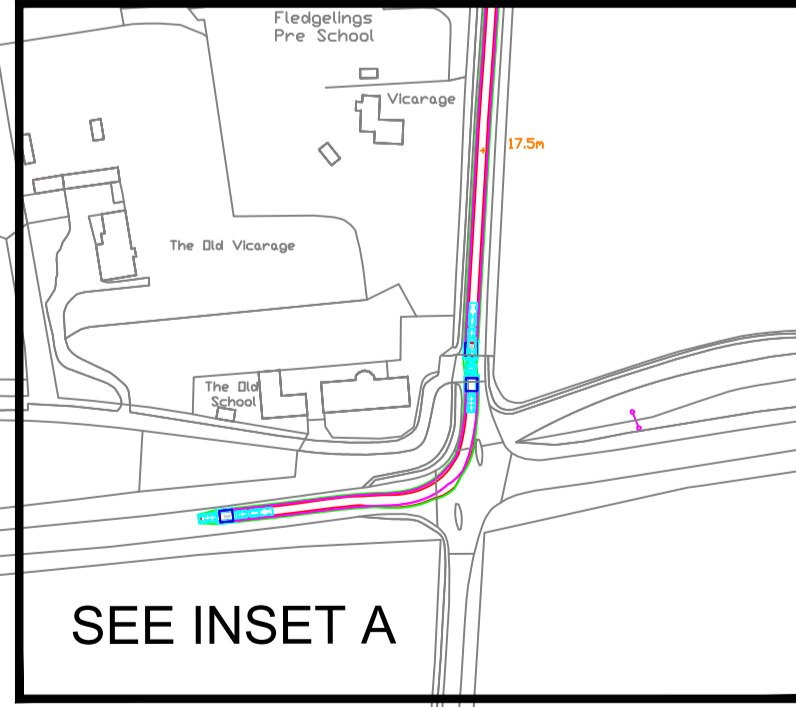 Fledgelings
Pre School
Vicarage
17.5m
The Old Vicarage
The Old
School
SEE INSET A